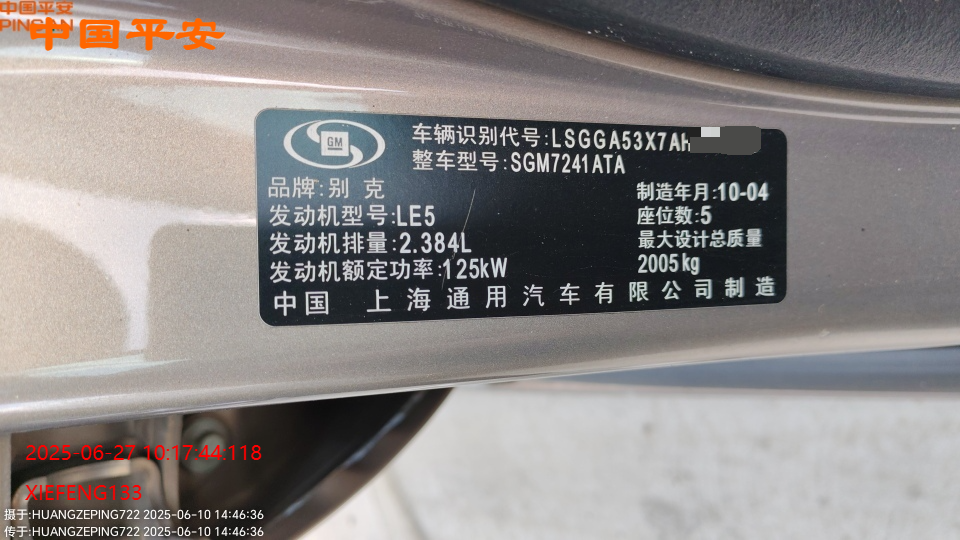 中国平安
PINGAN
中国平安
GM
车辆识别代号:LSGGA53X7AH
整车型号:SGM7241ATA
品牌:别 克
制造年月:10-04
发动机型号:LE5
座位数:5
发动机排量:2.384L
最大设计总质量
发动机额定功率:125kW
2005kg
中国 上海通用汽车有限公司制造
2025-06-27 10:17:44:118
XIEFENG133
摄于:HUANGZEPING722 2025-06-10 14:46:36
传于:HUANGZEPING722 2025-06-10 14:46:36